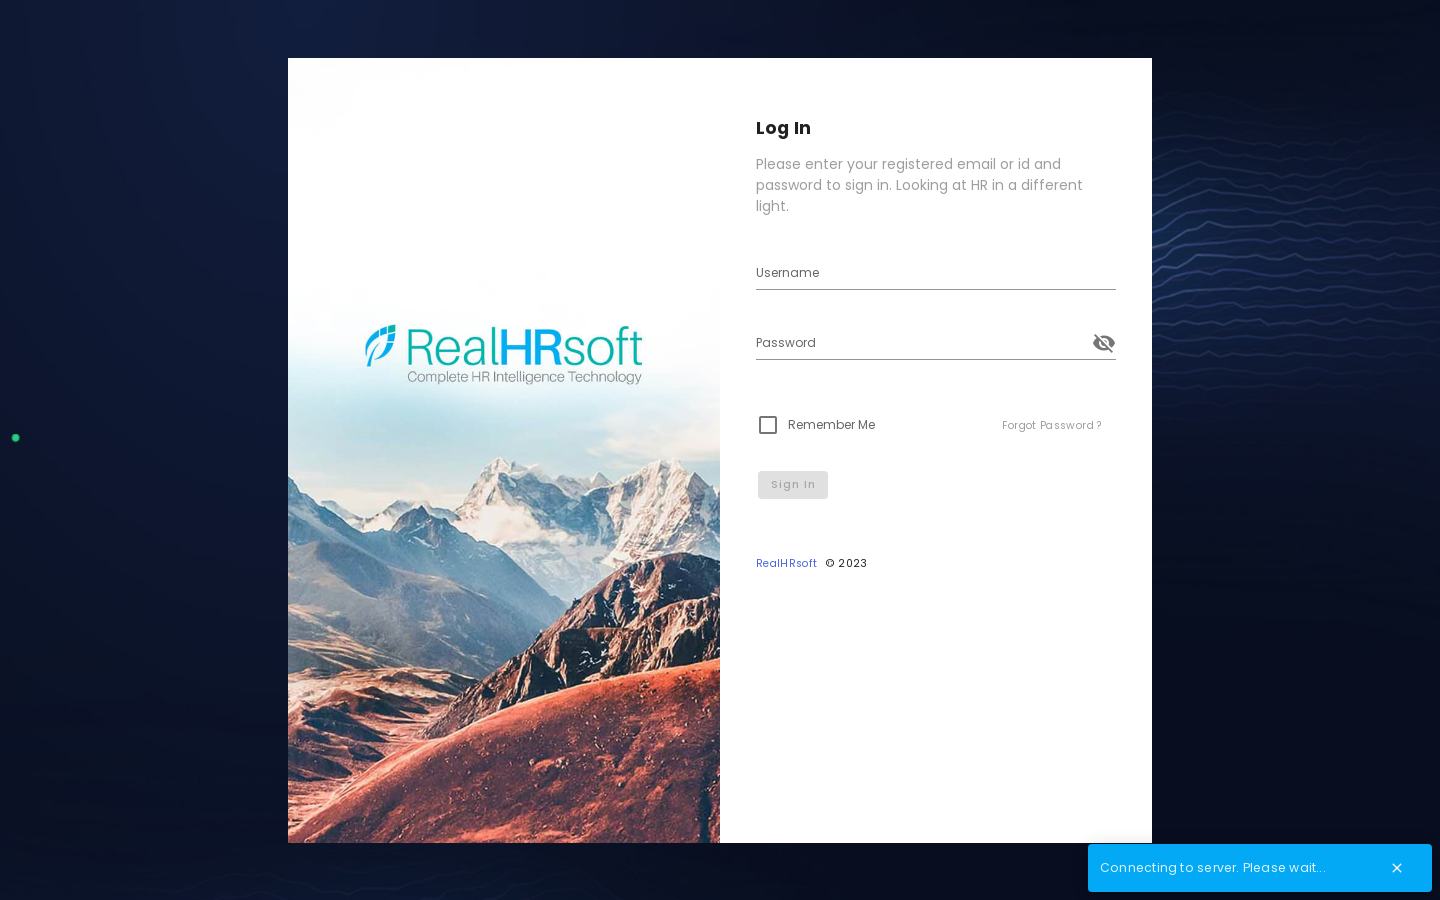 RealHRsoft
Complete HR Intelligence Technology
Log In
Please enter your registered email or id and
password to sign in. Looking at HR in a different
light.
Username
Password
Remember Me
Forgot Password ?
Sign In
RealHRsoft © 2023
Connecting to server. Please wait...